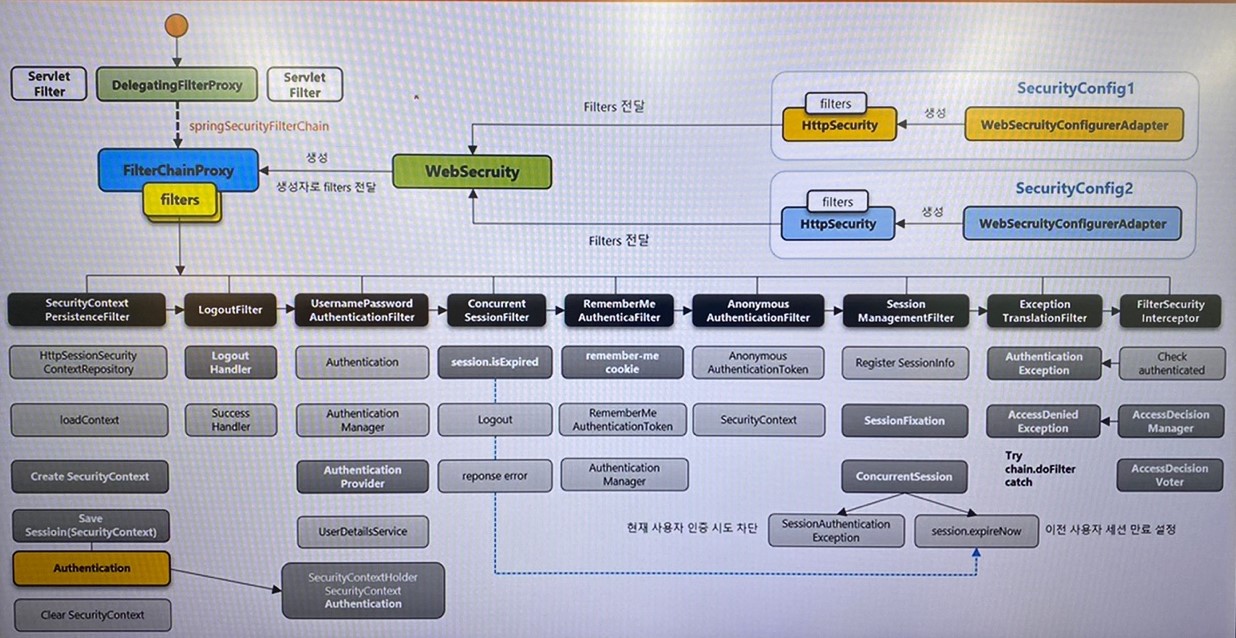 Servlet
Filter
DelegatingFilterProxy
Servlet
Filter
springSecurityFilterChain
FilterChainProxy
filters
생성
생성자로 filters 전달
WebSecruity
Filters 전달
Filters 전달
SecurityConfig1
filters
HttpSecurity
생성
WebSecruityConfigurerAdapter
SecurityConfig2
filters
HttpSecurity
생성
WebSecruityConfigurerAdapter
SecurityContext
PersistenceFilter
LogoutFilter
UsernamePassword
AuthenticationFilter
Concurrent
SessionFilter
RememberMe
AuthenticaFilter
Anonymous
AuthenticationFilter
Session
ManagementFilter
Exception
TranslationFilter
FilterSecurity
Interceptor
HttpSessionSecurity
ContextRepository
Logout
Handler
Authentication
session.isExpired
remember-me
cookie
Anonymous
AuthenticationToken
Register SessionInfo
Authentication
Exception
Check
authenticated
loadContext
Success
Handler
Authentication
Manager
Logout
RememberMe
AuthenticationToken
SecurityContext
SessionFixation
AccessDenied
Exception
AccessDecision
Manager
Create SecurityContext
Authentication
Provider
reponse error
Authentication
Manager
ConcurrentSession
Try
chain.doFilter
catch
AccessDecision
Voter
Save
Sessioin(SecurityContext)
UserDetailsService
현재 사용자 인증 시도 차단
SessionAuthentication
Exception
session.expireNow
이전 사용자 세션 만료 설정
Authentication
SecurityContextHolder
SecurityContext
Authentication
Clear SecurityContext